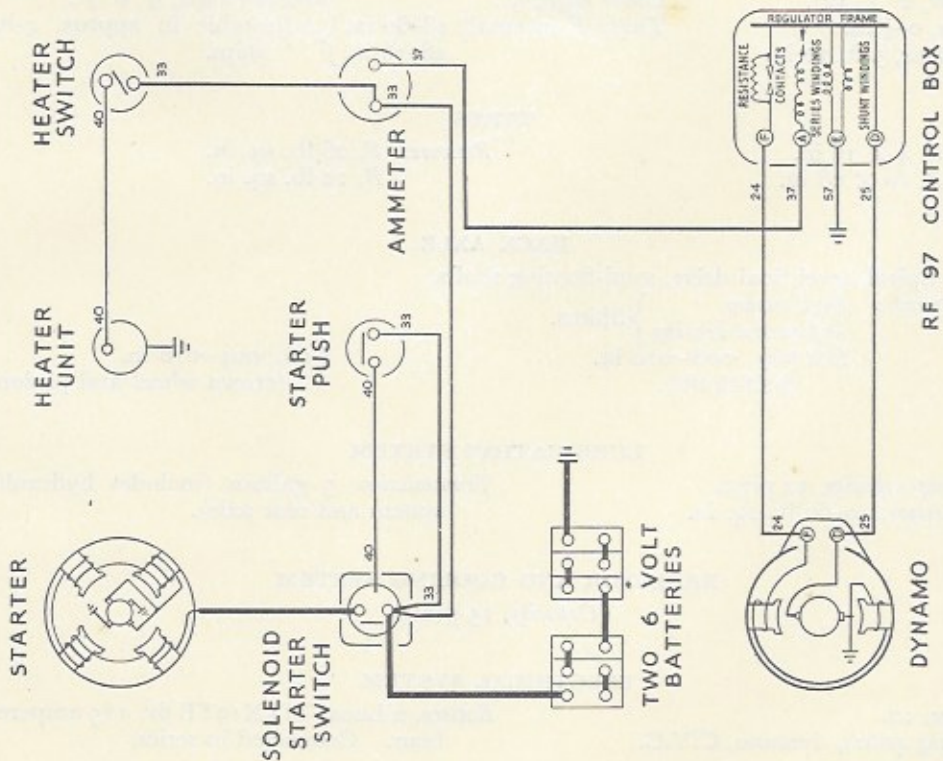 HEATER
SWITCH
40
33
AMMETER
37
33
REGULATOR FRAME
RESISTANCE
CONTACTS
SERIES WINDINGS
SHUNT WINDINGS
F
A
E
D
24
37
57
25
RF 97 CONTROL BOX
HEATER
UNIT
40
STARTER
PUSH
40
33
STARTER
SOLENOID
STARTER
SWITCH
40
33
TWO 6 VOLT
BATTERIES
DYNAMO
24
25
F
D